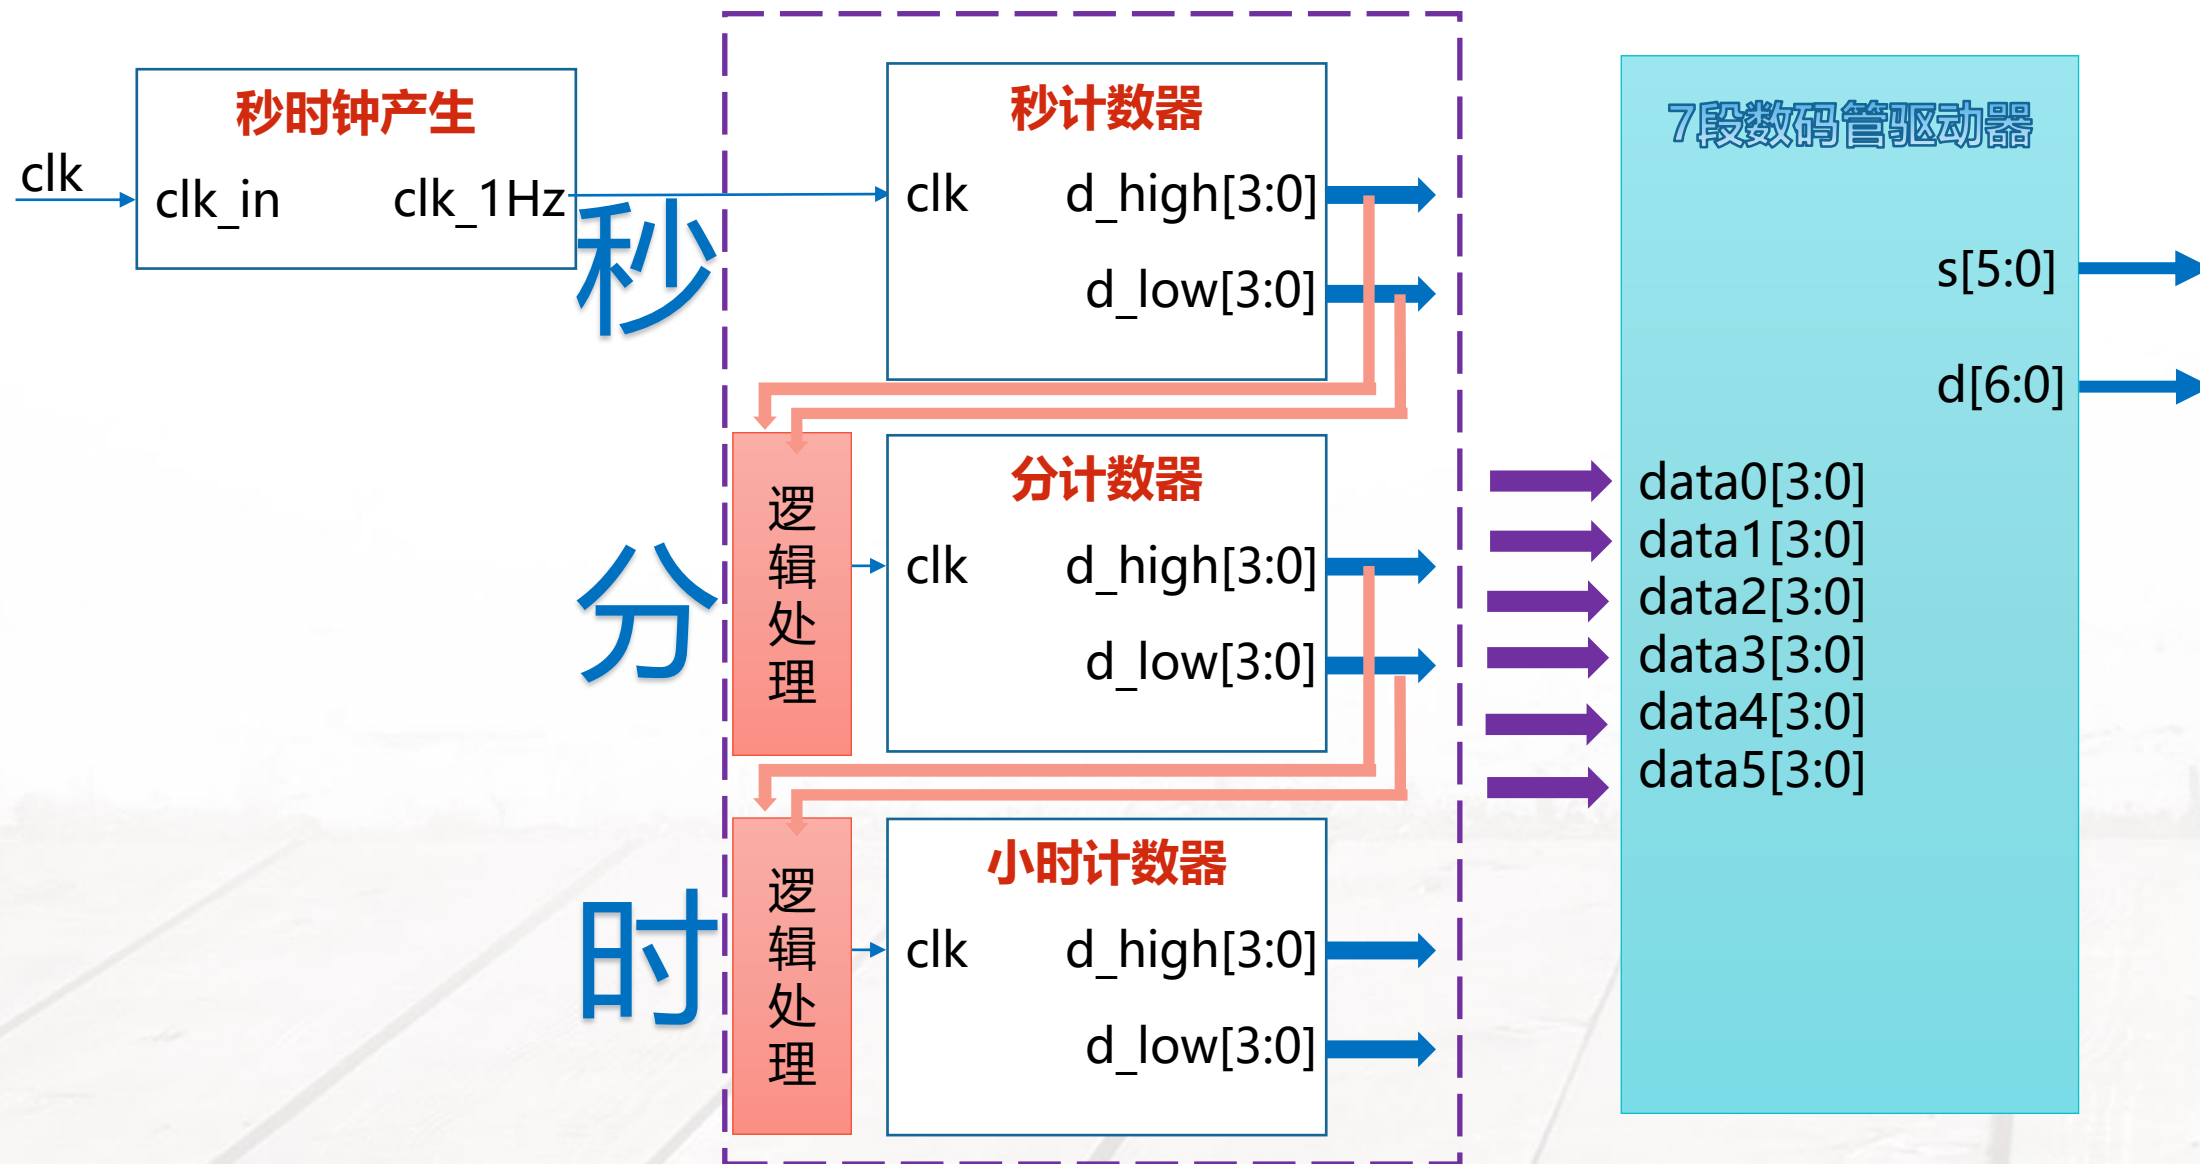 clk
秒时钟产生
clk_in
clk_1Hz
秒
秒计数器
clk
d_high[3:0]
d_low[3:0]
分
逻辑处理
分计数器
clk
d_high[3:0]
d_low[3:0]
时
逻辑处理
小时计数器
clk
d_high[3:0]
d_low[3:0]
7段数码管驱动器
s[5:0]
d[6:0]
data0[3:0]
data1[3:0]
data2[3:0]
data3[3:0]
data4[3:0]
data5[3:0]